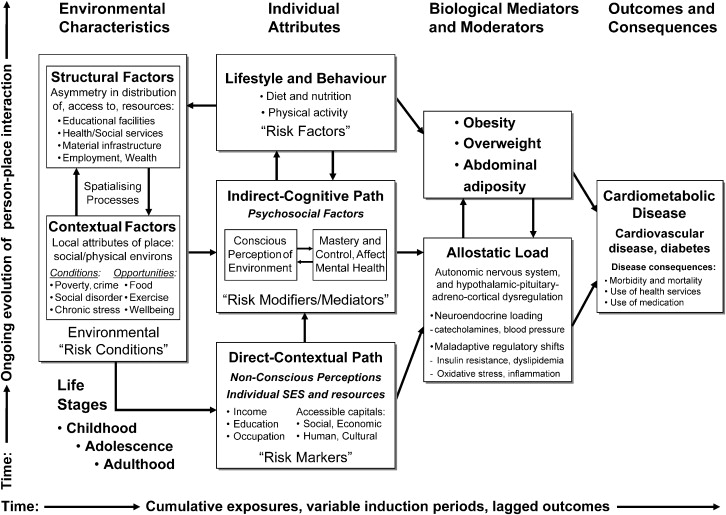 Environmental
Characteristics
Individual
Attributes
Biological Mediators
and Moderators
Outcomes and
Consequences
Time:
Ongoing evolution of person-place interaction
Structural Factors
Asymmetry in distribution
of, access to, resources:
• Educational facilities
• Health/Social services
• Material infrastructure
• Employment, Wealth
Spatialising
Processes
Contextual Factors
Local attributes of place:
social/physical environs
Conditions: Opportunities:
• Poverty, crime • Food
• Social disorder • Exercise
• Chronic stress • Wellbeing
Environmental
“Risk Conditions”
Life
Stages
• Childhood
• Adolescence
• Adulthood
Lifestyle and Behaviour
• Diet and nutrition
• Physical activity
“Risk Factors”
Indirect-Cognitive Path
Psychosocial Factors
Conscious
Perception of
Environment
Mastery and
Control, Affect
Mental Health
“Risk Modifiers/Mediators”
Direct-Contextual Path
Non-Conscious Perceptions
Individual SES and resources
• Income
• Education
• Occupation
Accessible capitals:
• Social, Economic
• Human, Cultural
“Risk Markers”
• Obesity
• Overweight
• Abdominal
adiposity
Allostatic Load
Autonomic nervous system,
and hypothalamic-pituitary-
adreno-cortical dysregulation
• Neuroendocrine loading
- catecholamines, blood pressure
• Maladaptive regulatory shifts
- Insulin resistance, dyslipidemia
- Oxidative stress, inflammation
Cardiometabolic
Disease
Cardiovascular
disease, diabetes
Disease consequences:
• Morbidity and mortality
• Use of health services
• Use of medication
Time: Cumulative exposures, variable induction periods, lagged outcomes